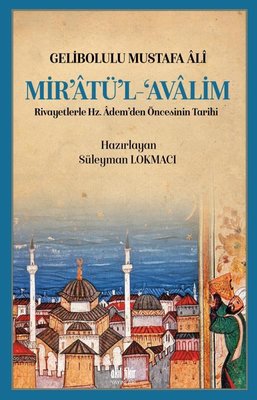 GELİBOLULU MUSTAFA ÂLÎ
MİR’ÂTÜ’L-‘AVÂLİM
Rivayetlerle Hz. Âdem’den Öncesinin Tarihi
Hazırlayan
Süleyman LOKMACI